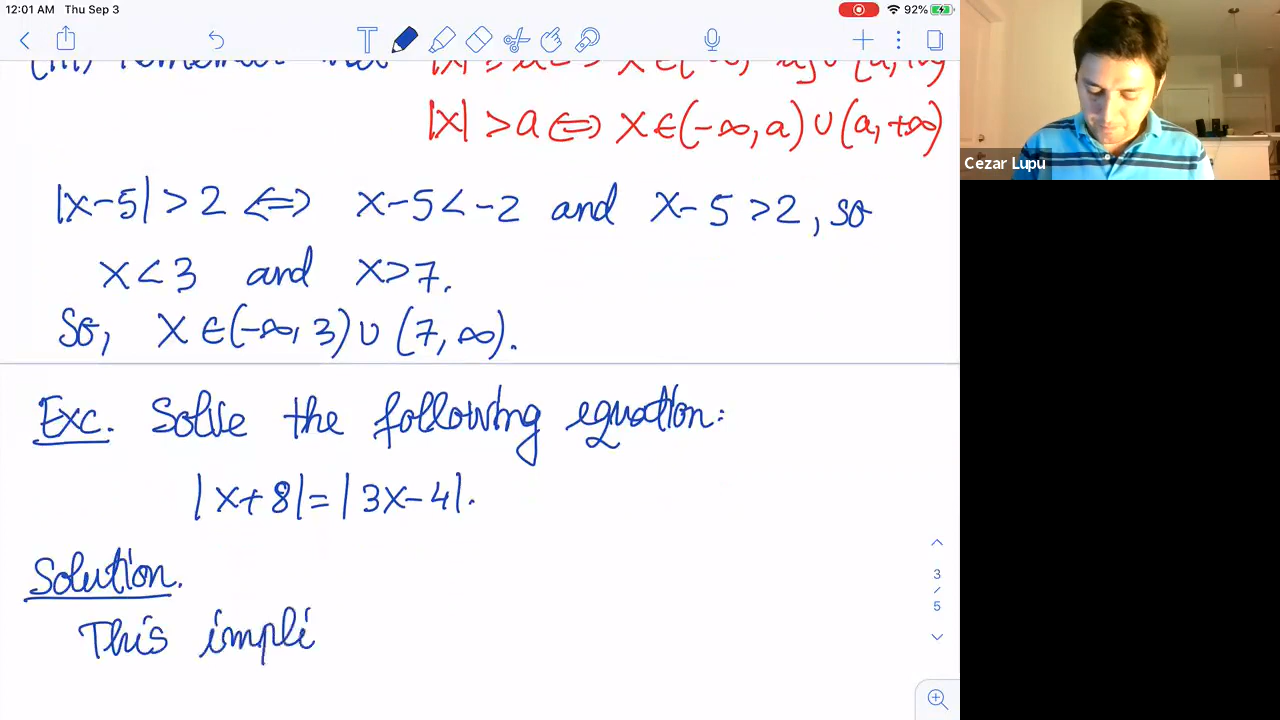 12:01 AM Thu Sep 3
92%
|x| > a ⟺ x ∈ (-∞, a) ∪ (a, +∞)
|x-5| > 2 ⟺ x-5 < -2 and x-5 > 2, so
x < 3 and x > 7.
So, x ∈ (-∞, 3) ∪ (7, ∞).
Exc. Solve the following equation:
|x+8| = |3x-4|.
Solution.
This impli
3
/
5
Cezar Lupu